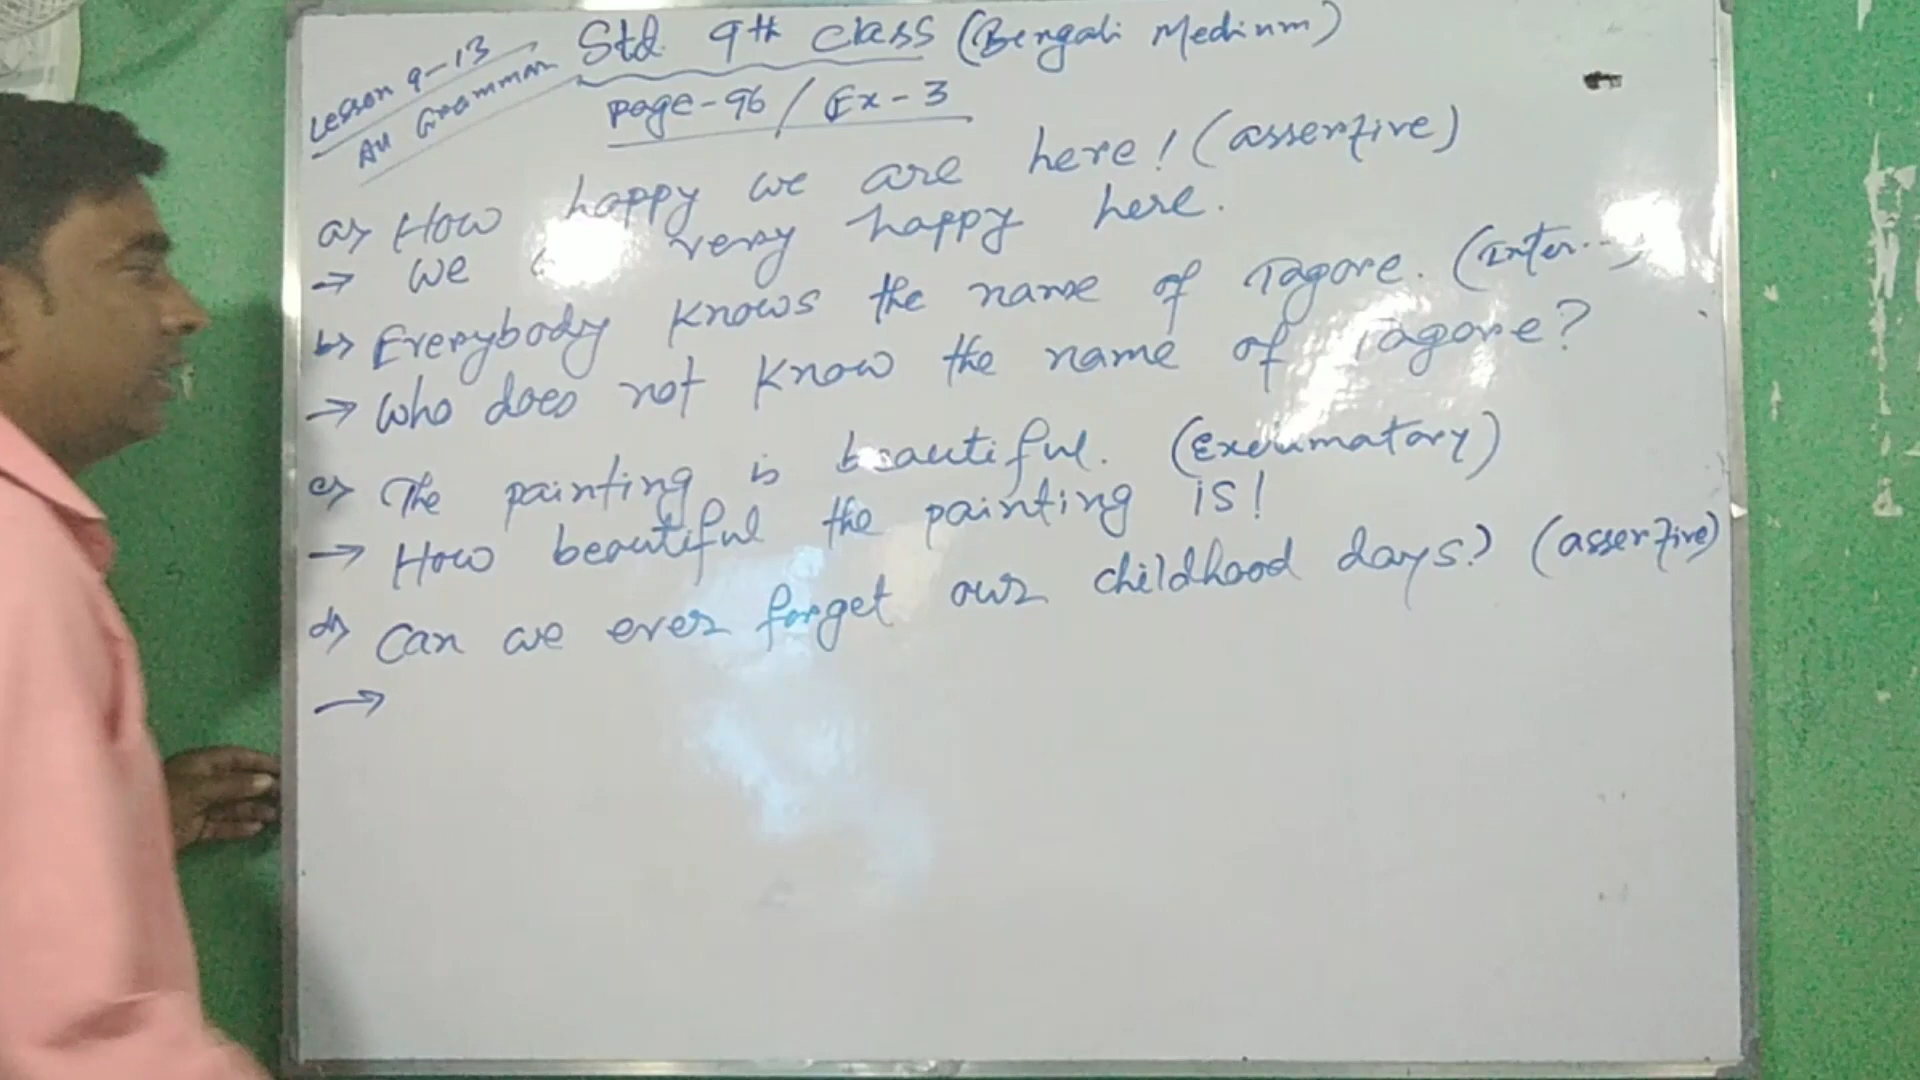 Lesson 9-13
All Grammar
Std. 9th class (Bengali Medium)
page-96 / Ex-3
a> How happy we are here! (assertive)
→ We very happy here.
b> Everybody knows the name of Tagore. (Inter...)
→ Who does not know the name of Tagore?
c> The painting is beautiful. (Exclamatory)
→ How beautiful the painting is!
d> Can we ever forget our childhood days? (assertive)
→